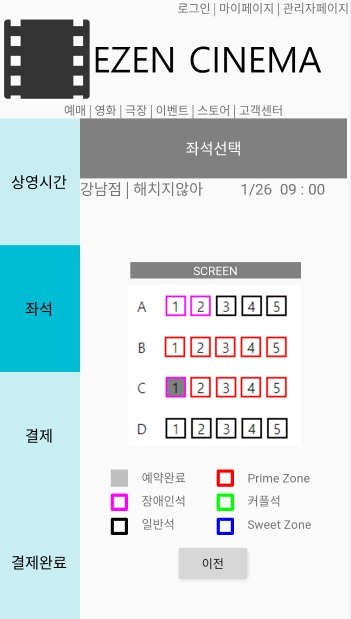 로그인 | 마이페이지 | 관리자페이지
EZEN CINEMA
예매 | 영화 | 극장 | 이벤트 | 스토어 | 고객센터
상영시간
좌석
결제
결제완료
좌석선택
강남점 | 해치지않아 1/26 09 : 00
SCREEN
A 1 2 3 4 5
B 1 2 3 4 5
C 1 2 3 4 5
D 1 2 3 4 5
예약완료 Prime Zone
장애인석 커플석
일반석 Sweet Zone
이전